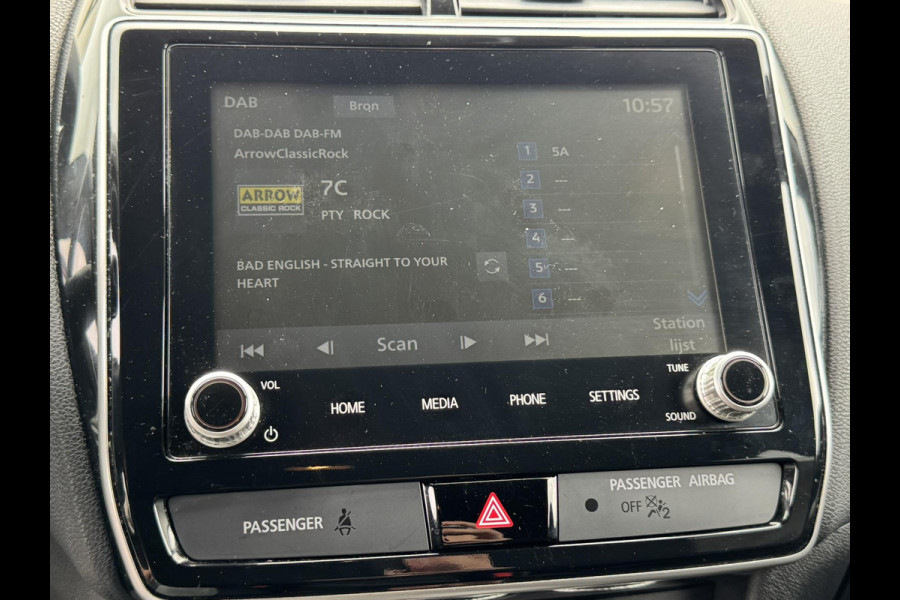 DAB
Bron
10:57
DAB-DAB DAB-FM
ArrowClassicRock
ARROW
CLASSIC ROCK
7C
PTY ROCK
BAD ENGLISH - STRAIGHT TO YOUR
HEART
1 5A
2 ---
3 ---
4 ---
5 ---
6 ---
Scan
Station
lijst
VOL
HOME
MEDIA
PHONE
SETTINGS
TUNE
SOUND
PASSENGER
PASSENGER AIRBAG
OFF
2